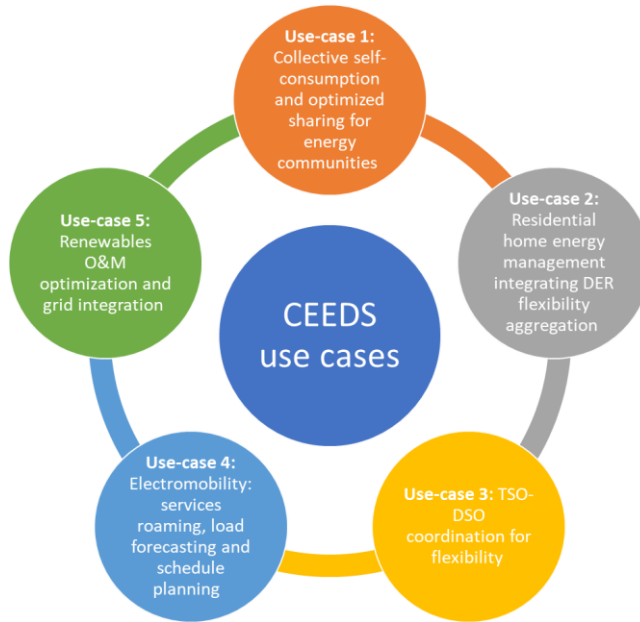 Use-case 1:
Collective self-
consumption
and optimized
sharing for
energy
communities
Use-case 2:
Residential
home energy
management
integrating DER
flexibility
aggregation
Use-case 3: TSO-
DSO
coordination for
flexibility
Use-case 4:
Electromobility:
services
roaming, load
forecasting and
schedule
planning
Use-case 5:
Renewables
O&M
optimization and
grid integration
CEEDS
use cases